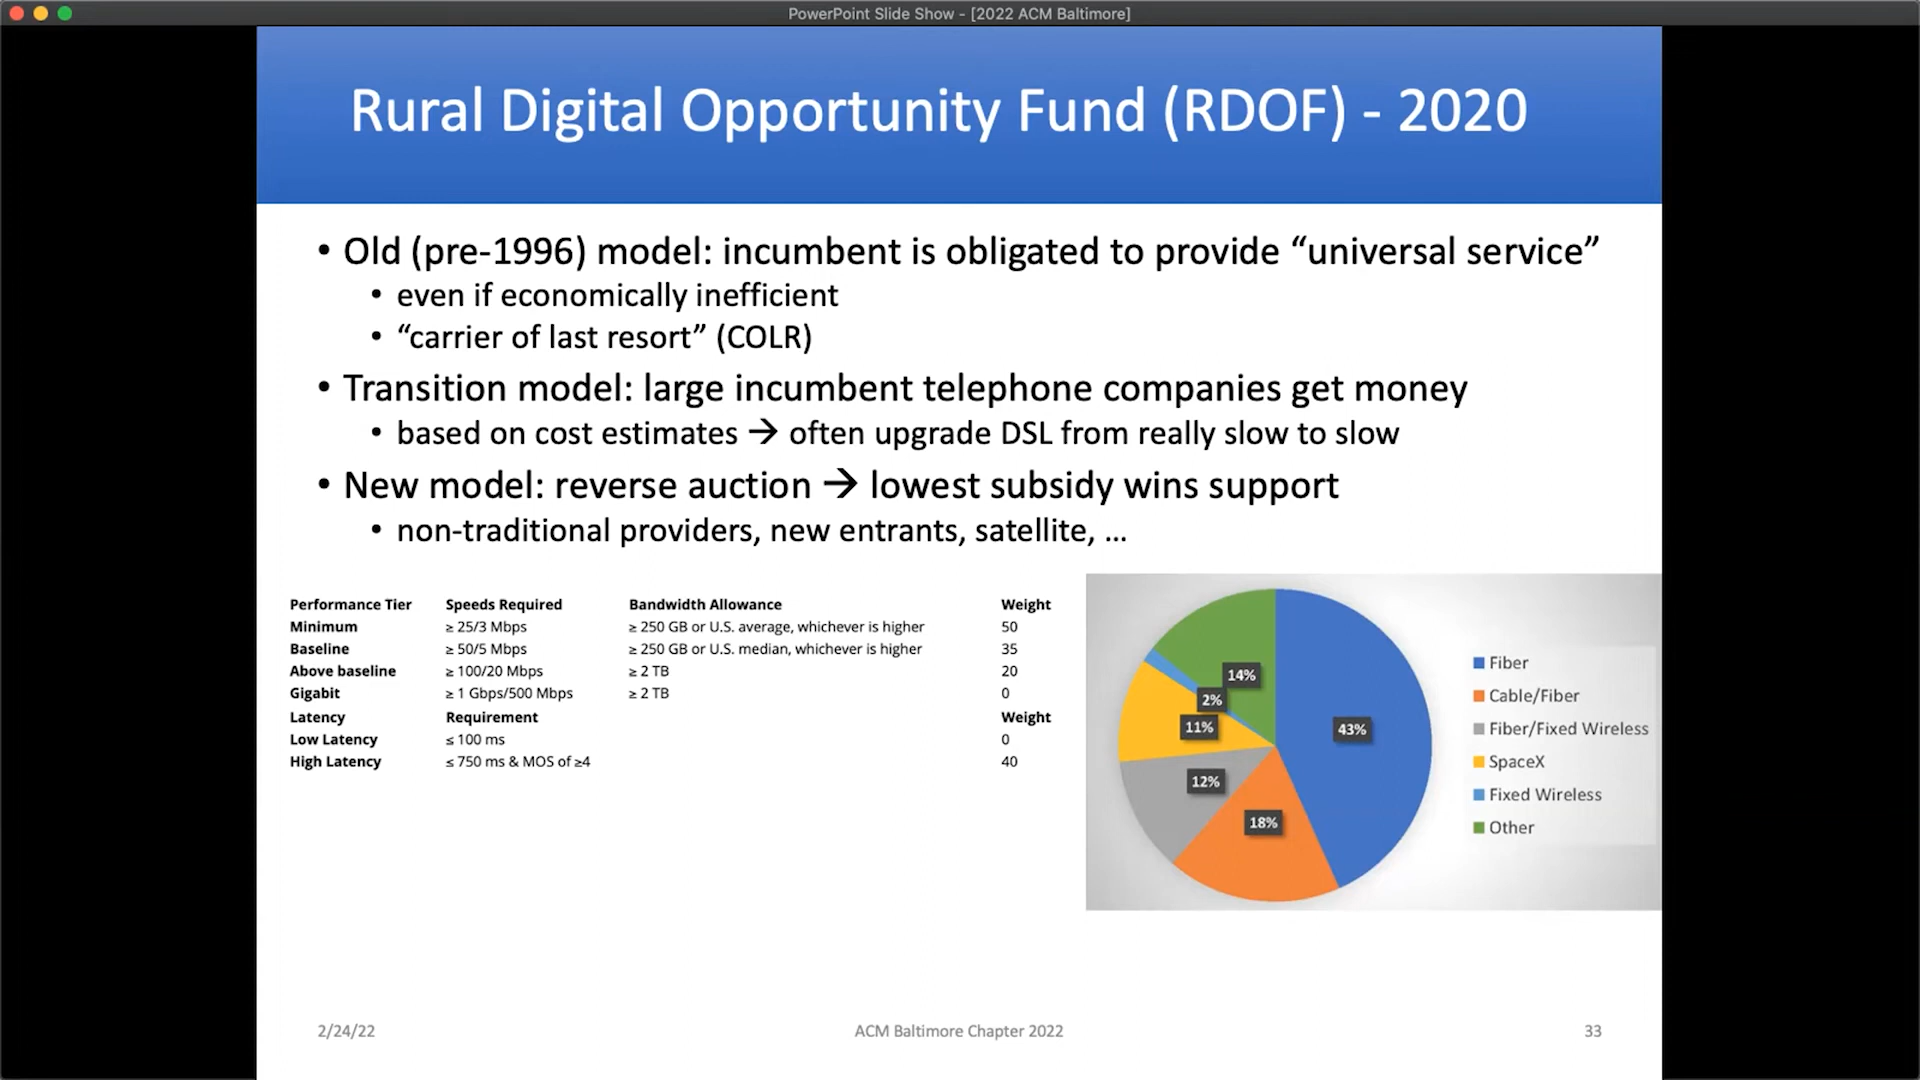 PowerPoint Slide Show - [2022 ACM Baltimore]
Rural Digital Opportunity Fund (RDOF) - 2020
• Old (pre-1996) model: incumbent is obligated to provide “universal service”
• even if economically inefficient
• “carrier of last resort” (COLR)
• Transition model: large incumbent telephone companies get money
• based on cost estimates → often upgrade DSL from really slow to slow
• New model: reverse auction → lowest subsidy wins support
• non-traditional providers, new entrants, satellite, ...
Performance Tier Speeds Required Bandwidth Allowance Weight
Minimum ≥ 25/3 Mbps ≥ 250 GB or U.S. average, whichever is higher 50
Baseline ≥ 50/5 Mbps ≥ 250 GB or U.S. median, whichever is higher 35
Above baseline ≥ 100/20 Mbps ≥ 2 TB 20
Gigabit ≥ 1 Gbps/500 Mbps ≥ 2 TB 0
Latency Requirement Weight
Low Latency ≤ 100 ms 0
High Latency ≤ 750 ms & MOS of ≥4 40
14%
2%
11%
43%
12%
18%
Fiber
Cable/Fiber
Fiber/Fixed Wireless
SpaceX
Fixed Wireless
Other
2/24/22 ACM Baltimore Chapter 2022 33